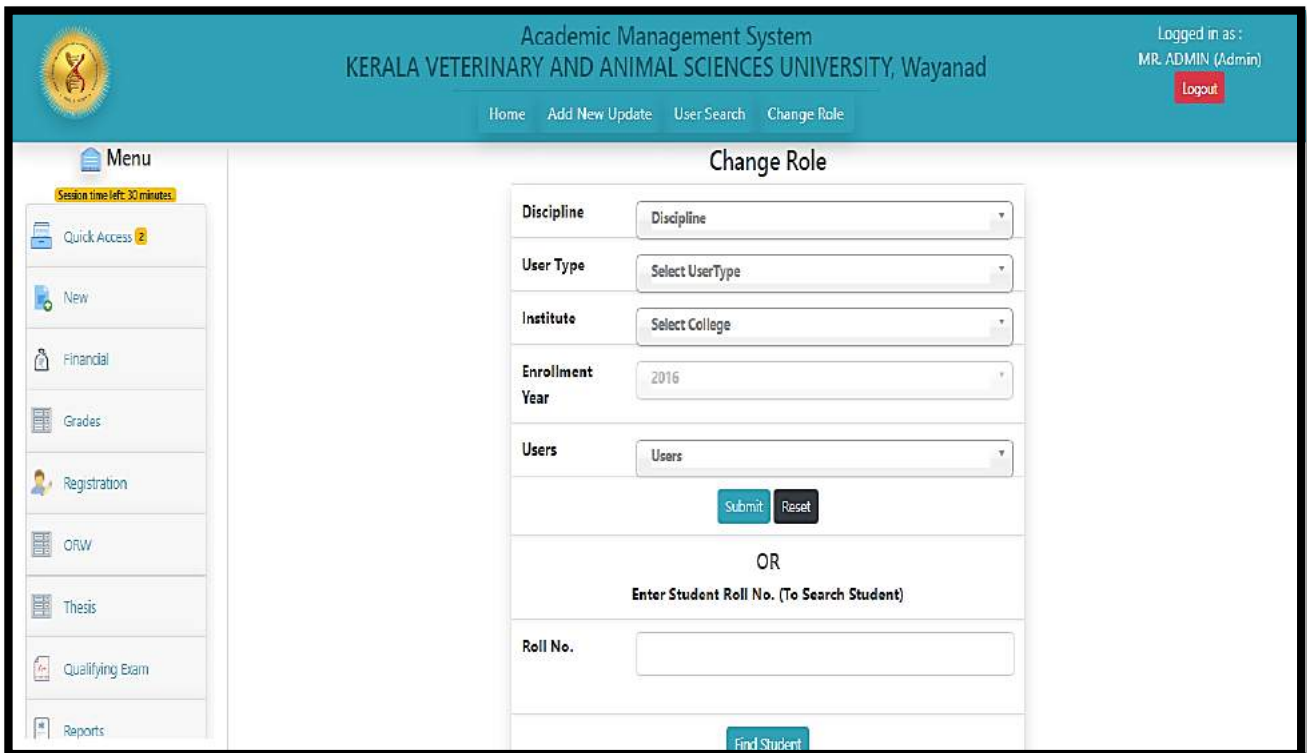 Academic Management System
KERALA VETERINARY AND ANIMAL SCIENCES UNIVERSITY, Wayanad
Home Add New Update User Search Change Role
Logged in as :
MR. ADMIN (Admin)
Logout
Menu
Session time left: 30 minutes.
Quick Access 2
New
Financial
Grades
Registration
ORW
Thesis
Qualifying Exam
Reports
Change Role
Discipline Discipline
User Type Select UserType
Institute Select College
Enrollment
Year
2016
Users Users
Submit Reset
OR
Enter Student Roll No. (To Search Student)
Roll No.
Find Student